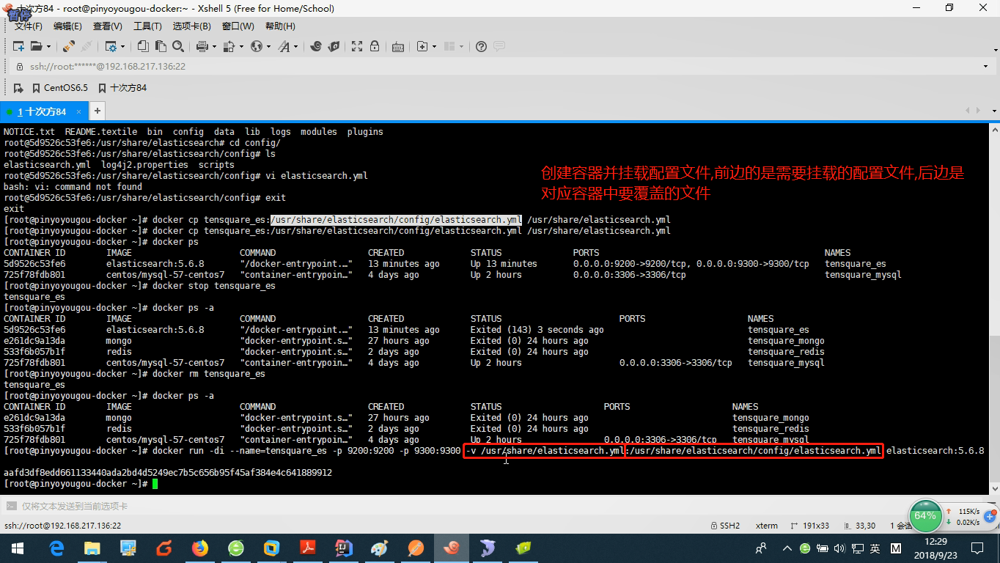 十次方84 - root@pinyoyougou-docker:~ - Xshell 5 (Free for Home/School)
暂停
文件(F) 编辑(E) 查看(V) 工具(T) 选项卡(B) 窗口(W) 帮助(H)
ssh://root:******@192.168.217.136:22
CentOS6.5 十次方84
1 十次方84 × +
NOTICE.txt README.textile bin config data lib logs modules plugins
root@5d9526c53fe6:/usr/share/elasticsearch# cd config/
root@5d9526c53fe6:/usr/share/elasticsearch/config# ls
elasticsearch.yml log4j2.properties scripts
root@5d9526c53fe6:/usr/share/elasticsearch/config# vi elasticsearch.yml
bash: vi: command not found
root@5d9526c53fe6:/usr/share/elasticsearch/config# exit
exit
创建容器并挂载配置文件,前边的是需要挂载的配置文件,后边是
对应容器中要覆盖的文件
[root@pinyoyougou-docker ~]# docker cp tensquare_es:/usr/share/elasticsearch/config/elasticsearch.yml /usr/share/elasticsearch.yml
[root@pinyoyougou-docker ~]# docker cp tensquare_es:/usr/share/elasticsearch/config/elasticsearch.yml /usr/share/elasticsearch.yml
[root@pinyoyougou-docker ~]# docker ps
CONTAINER ID IMAGE COMMAND CREATED STATUS PORTS NAMES
5d9526c53fe6 elasticsearch:5.6.8 "/docker-entrypoint.…" 13 minutes ago Up 13 minutes 0.0.0.0:9200->9200/tcp, 0.0.0.0:9300->9300/tcp tensquare_es
725f78fdb801 centos/mysql-57-centos7 "container-entrypoin…" 4 days ago Up 2 hours 0.0.0.0:3306->3306/tcp tensquare_mysql
[root@pinyoyougou-docker ~]# docker stop tensquare_es
tensquare_es
[root@pinyoyougou-docker ~]# docker ps -a
CONTAINER ID IMAGE COMMAND CREATED STATUS PORTS NAMES
5d9526c53fe6 elasticsearch:5.6.8 "/docker-entrypoint.…" 13 minutes ago Exited (143) 3 seconds ago tensquare_es
e261dc9a13da mongo "docker-entrypoint.s…" 27 hours ago Exited (0) 24 hours ago tensquare_mongo
533f6b057b1f redis "docker-entrypoint.s…" 2 days ago Exited (0) 24 hours ago tensquare_redis
725f78fdb801 centos/mysql-57-centos7 "container-entrypoin…" 4 days ago Up 2 hours 0.0.0.0:3306->3306/tcp tensquare_mysql
[root@pinyoyougou-docker ~]# docker rm tensquare_es
tensquare_es
[root@pinyoyougou-docker ~]# docker ps -a
CONTAINER ID IMAGE COMMAND CREATED STATUS PORTS NAMES
e261dc9a13da mongo "docker-entrypoint.s…" 27 hours ago Exited (0) 24 hours ago tensquare_mongo
533f6b057b1f redis "docker-entrypoint.s…" 2 days ago Exited (0) 24 hours ago tensquare_redis
725f78fdb801 centos/mysql-57-centos7 "container-entrypoin…" 4 days ago Up 2 hours 0.0.0.0:3306->3306/tcp tensquare_mysql
[root@pinyoyougou-docker ~]# docker run -di --name=tensquare_es -p 9200:9200 -p 9300:9300 -v /usr/share/elasticsearch.yml:/usr/share/elasticsearch/config/elasticsearch.yml elasticsearch:5.6.8
aafd3df8edd661133440ada2bd4d5249ec7b5c656b95f45af384e4c641889912
[root@pinyoyougou-docker ~]#
仅将文本发送到当前选项卡
64% 115K/s
0.02K/s
ssh://root@192.168.217.136:22 SSH2 xterm 191x33 33,30 1 会
英 M 12:29
2018/9/23